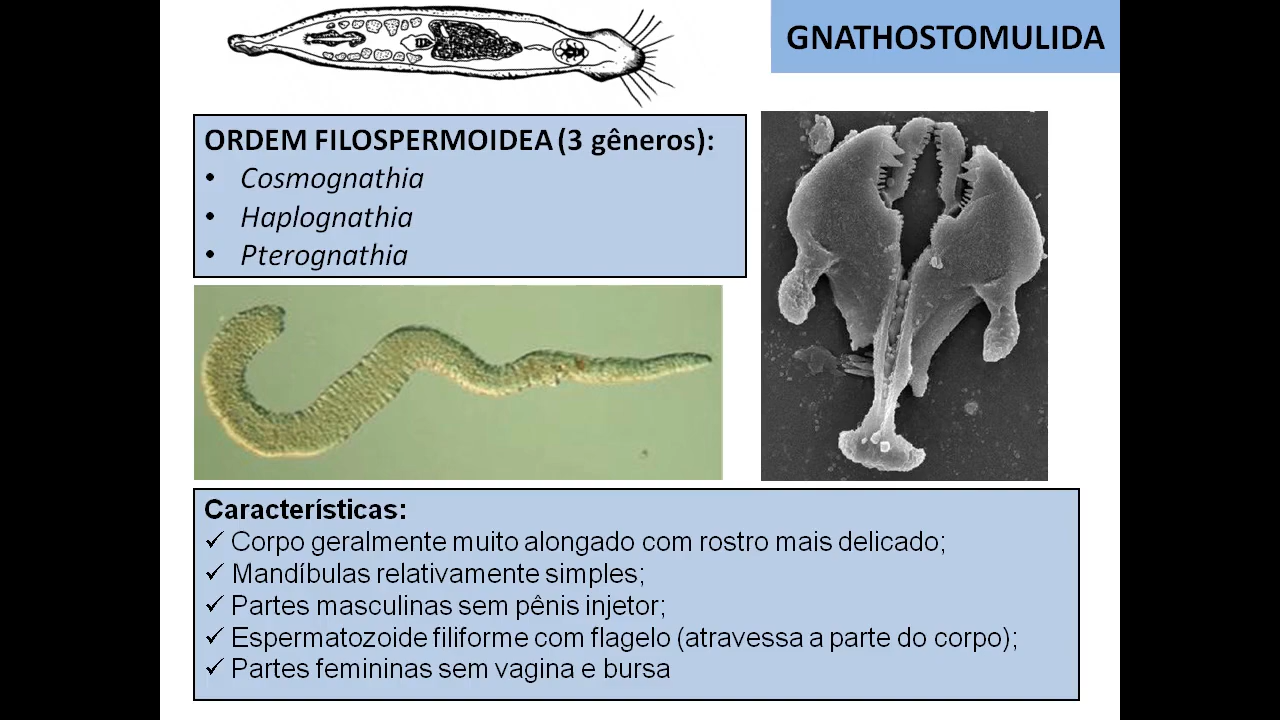 GNATHOSTOMULIDA
ORDEM FILOSPERMOIDEA (3 gêneros):
• Cosmognathia
• Haplognathia
• Pterognathia
Características:
✓ Corpo geralmente muito alongado com rostro mais delicado;
✓ Mandíbulas relativamente simples;
✓ Partes masculinas sem pênis injetor;
✓ Espermatozoide filiforme com flagelo (atravessa a parte do corpo);
✓ Partes femininas sem vagina e bursa